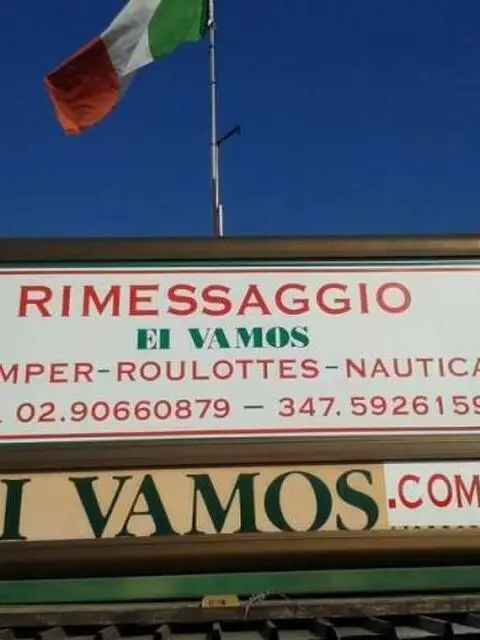 RIMESSAGGIO
EI VAMOS
MPER-ROULOTTES-NAUTICA
02.90660879 - 347.5926159
I VAMOS.COM